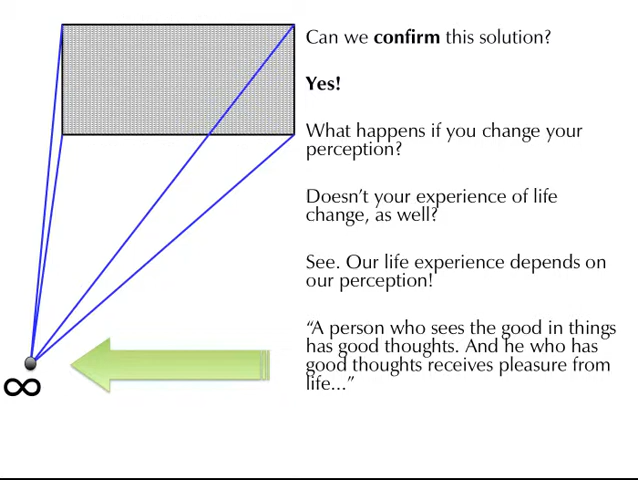 Can we confirm this solution?
Yes!
What happens if you change your
perception?
Doesn’t your experience of life
change, as well?
See. Our life experience depends on
our perception!
“A person who sees the good in things
has good thoughts. And he who has
good thoughts receives pleasure from
life...”
∞